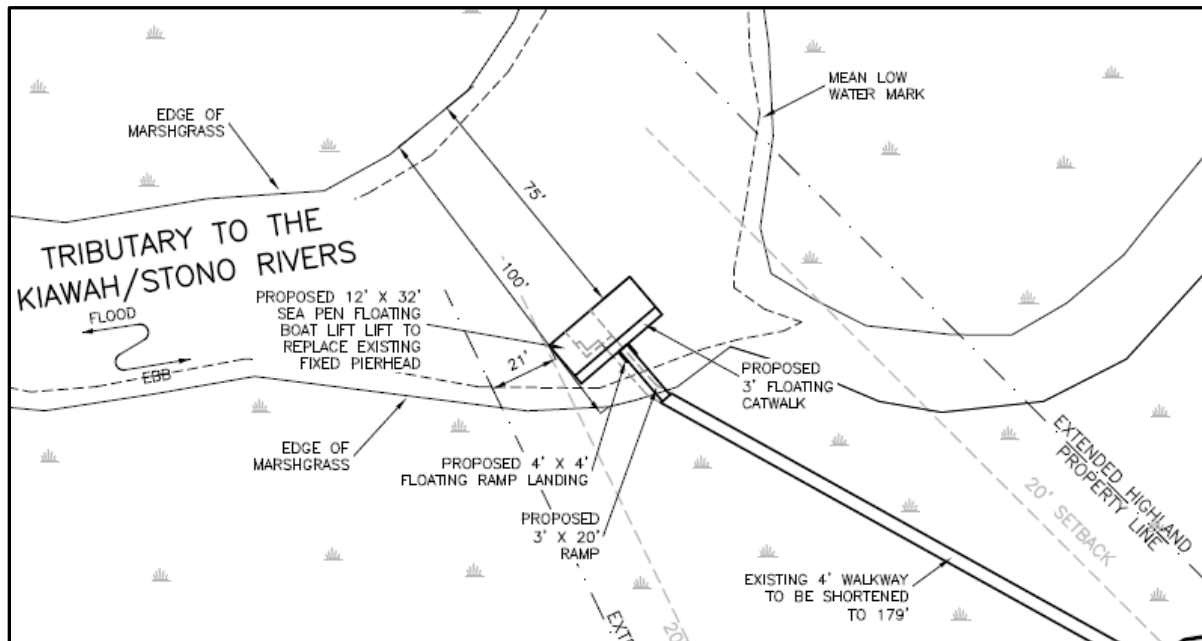 EDGE OF
MARSHGRASS
MEAN LOW
WATER MARK
75'
100'
TRIBUTARY TO THE
KIAWAH/STONO RIVERS
FLOOD
EBB
PROPOSED 12' X 32'
SEA PEN FLOATING
BOAT LIFT LIFT TO
REPLACE EXISTING
FIXED PIERHEAD
21'
PROPOSED
3' FLOATING
CATWALK
EDGE OF
MARSHGRASS
PROPOSED 4' X 4'
FLOATING RAMP LANDING
PROPOSED
3' X 20'
RAMP
EXTENDED HIGHLAND
PROPERTY LINE
20' SETBACK
EXISTING 4' WALKWAY
TO BE SHORTENED
TO 179'